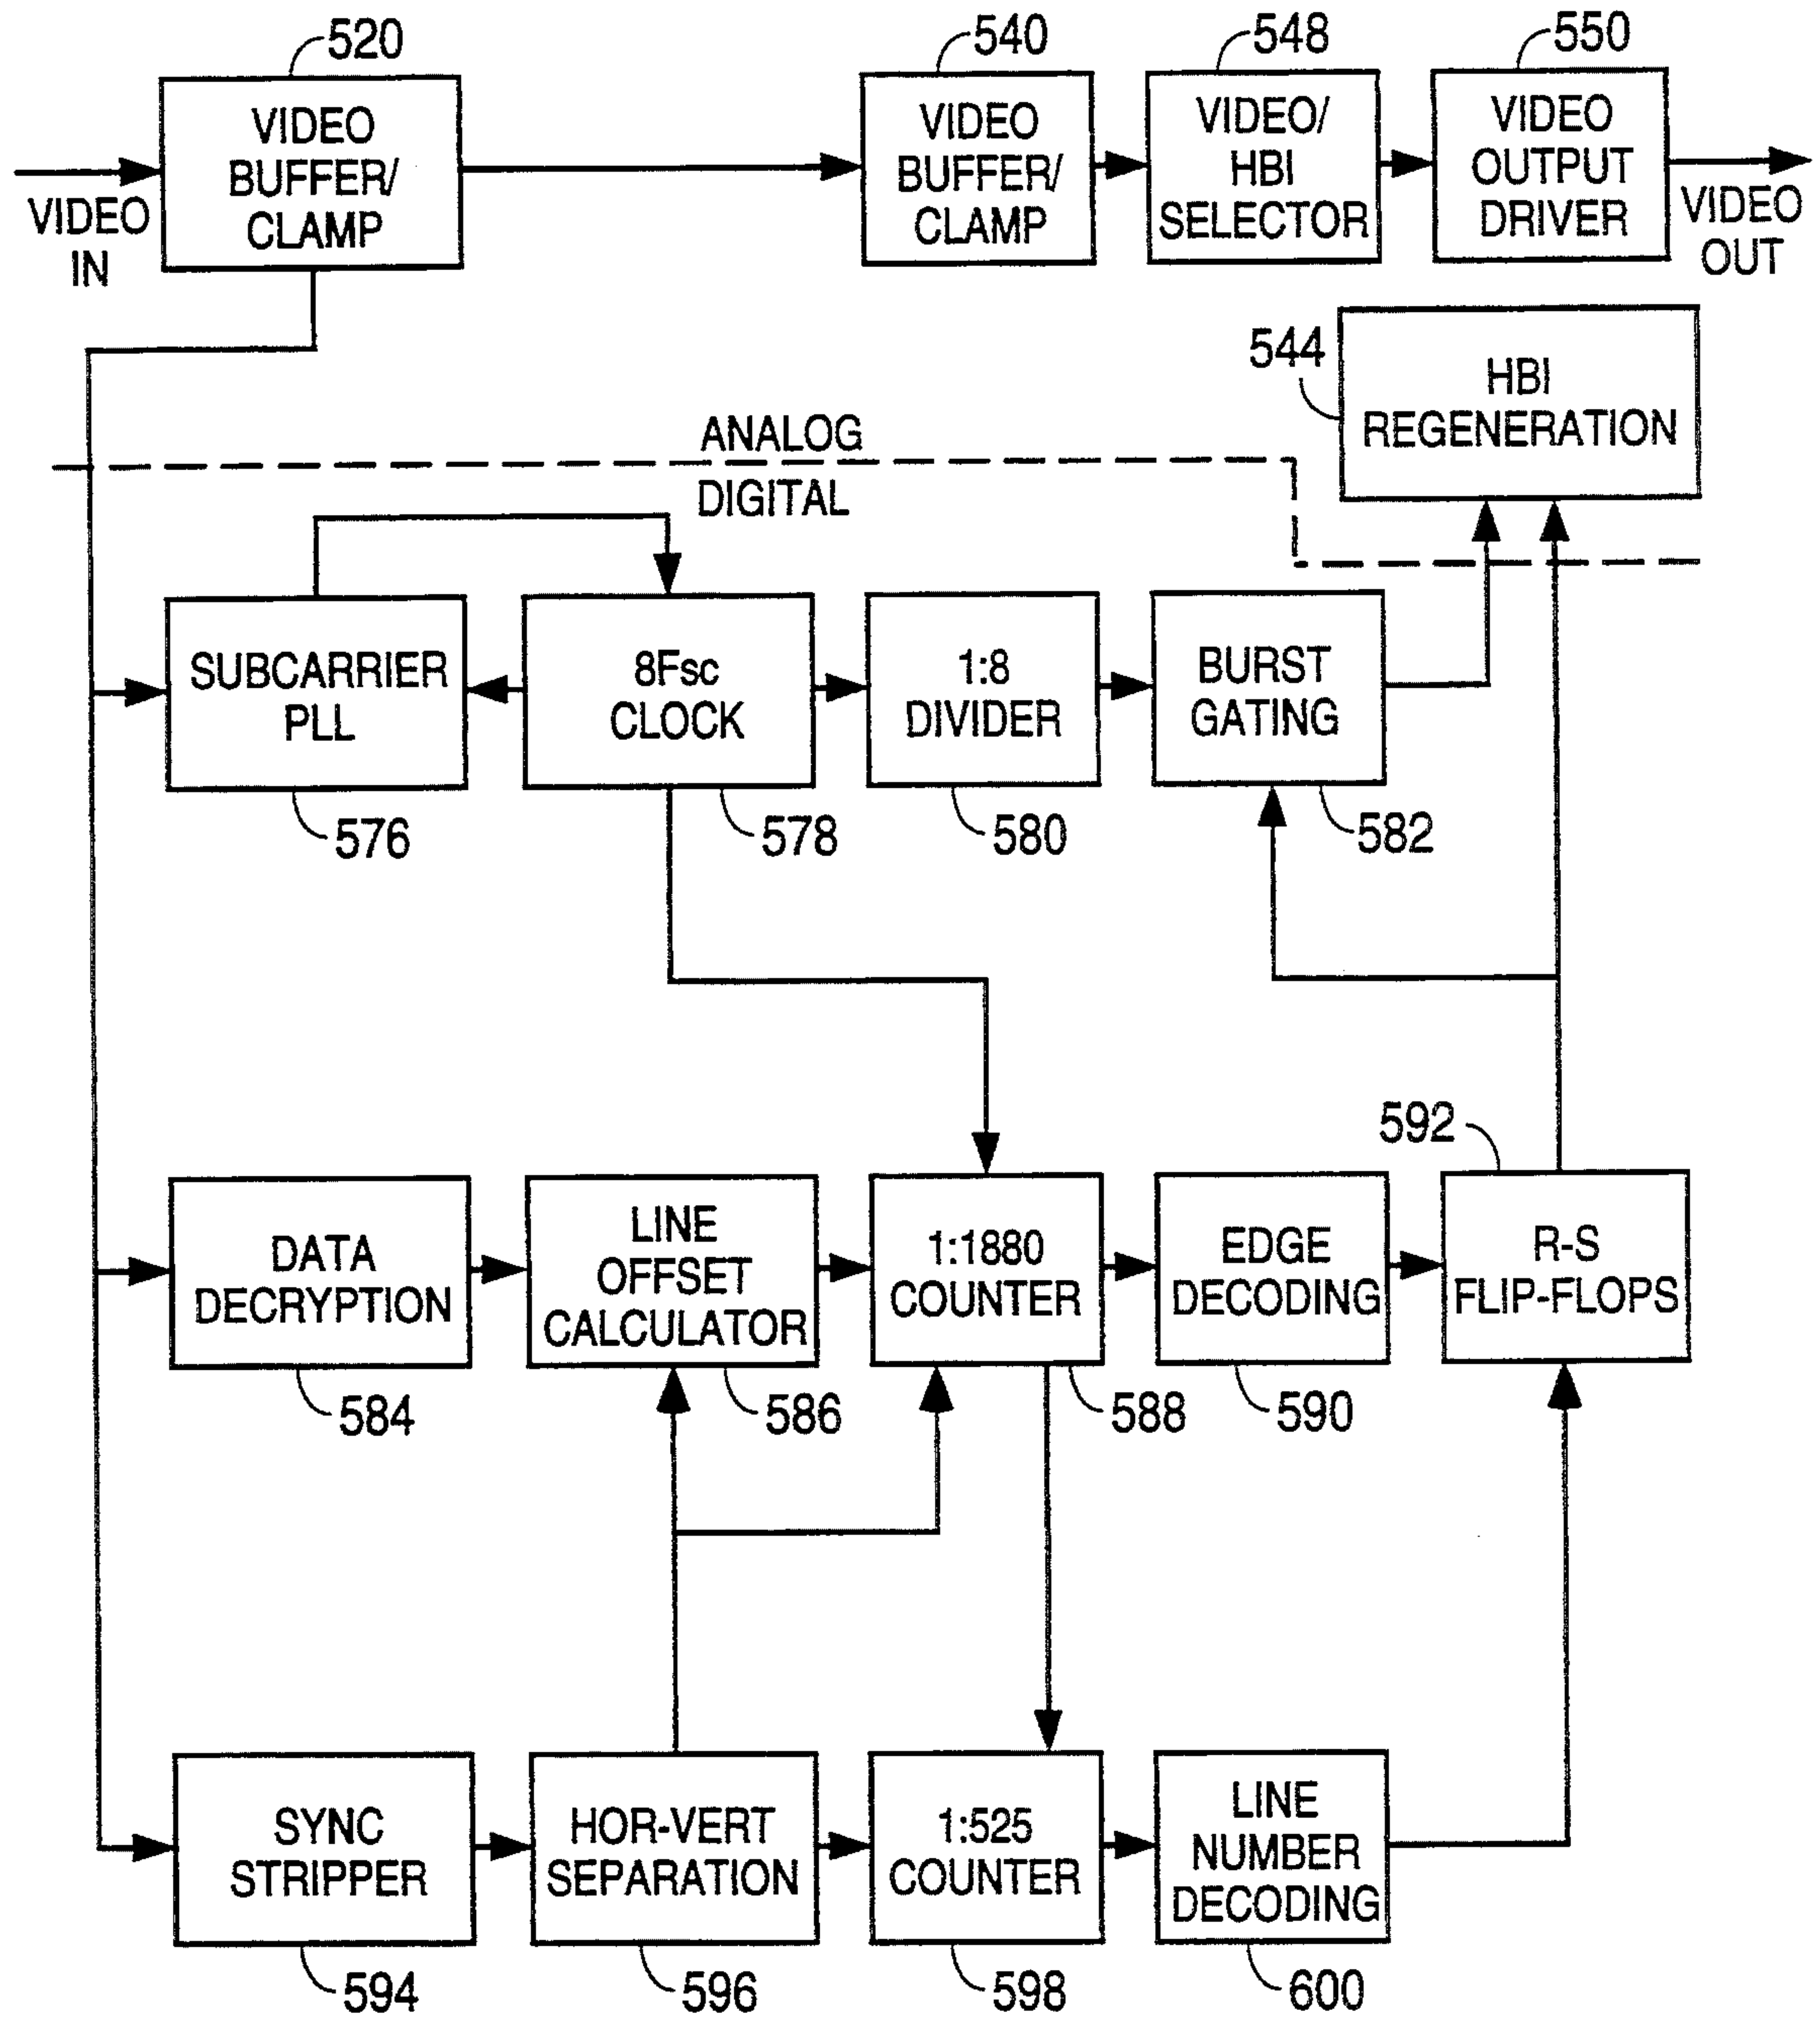 520
540
548
550
VIDEO
BUFFER/
CLAMP
VIDEO
BUFFER/
CLAMP
VIDEO/
HBI
SELECTOR
VIDEO
OUTPUT
DRIVER
VIDEO
IN
VIDEO
OUT
544
HBI
REGENERATION
ANALOG
DIGITAL
SUBCARRIER
PLL
8Fsc
CLOCK
1:8
DIVIDER
BURST
GATING
576
578
580
582
592
DATA
DECRYPTION
LINE
OFFSET
CALCULATOR
1:1880
COUNTER
EDGE
DECODING
R-S
FLIP-FLOPS
584
586
588
590
SYNC
STRIPPER
HOR-VERT
SEPARATION
1:525
COUNTER
LINE
NUMBER
DECODING
594
596
598
600